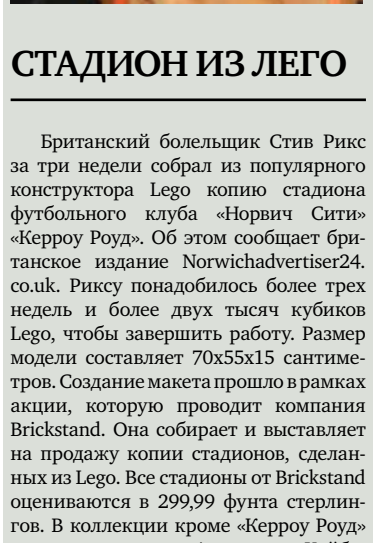 СТАДИОН ИЗ ЛЕГО
Британский болельщик Стив Рикс
за три недели собрал из популярного
конструктора Lego копию стадиона
футбольного клуба «Норвич Сити»
«Керроу Роуд». Об этом сообщает бри-
танское издание Norwichadvertiser24.
co.uk. Риксу понадобилось более трех
недель и более двух тысяч кубиков
Lego, чтобы завершить работу. Размер
модели составляет 70х55х15 сантиме-
тров. Создание макета прошло в рамках
акции, которую проводит компания
Brickstand. Она собирает и выставляет
на продажу копии стадионов, сделан-
ных из Lego. Все стадионы от Brickstand
оцениваются в 299,99 фунта стерлин-
гов. В коллекции кроме «Керроу Роуд»